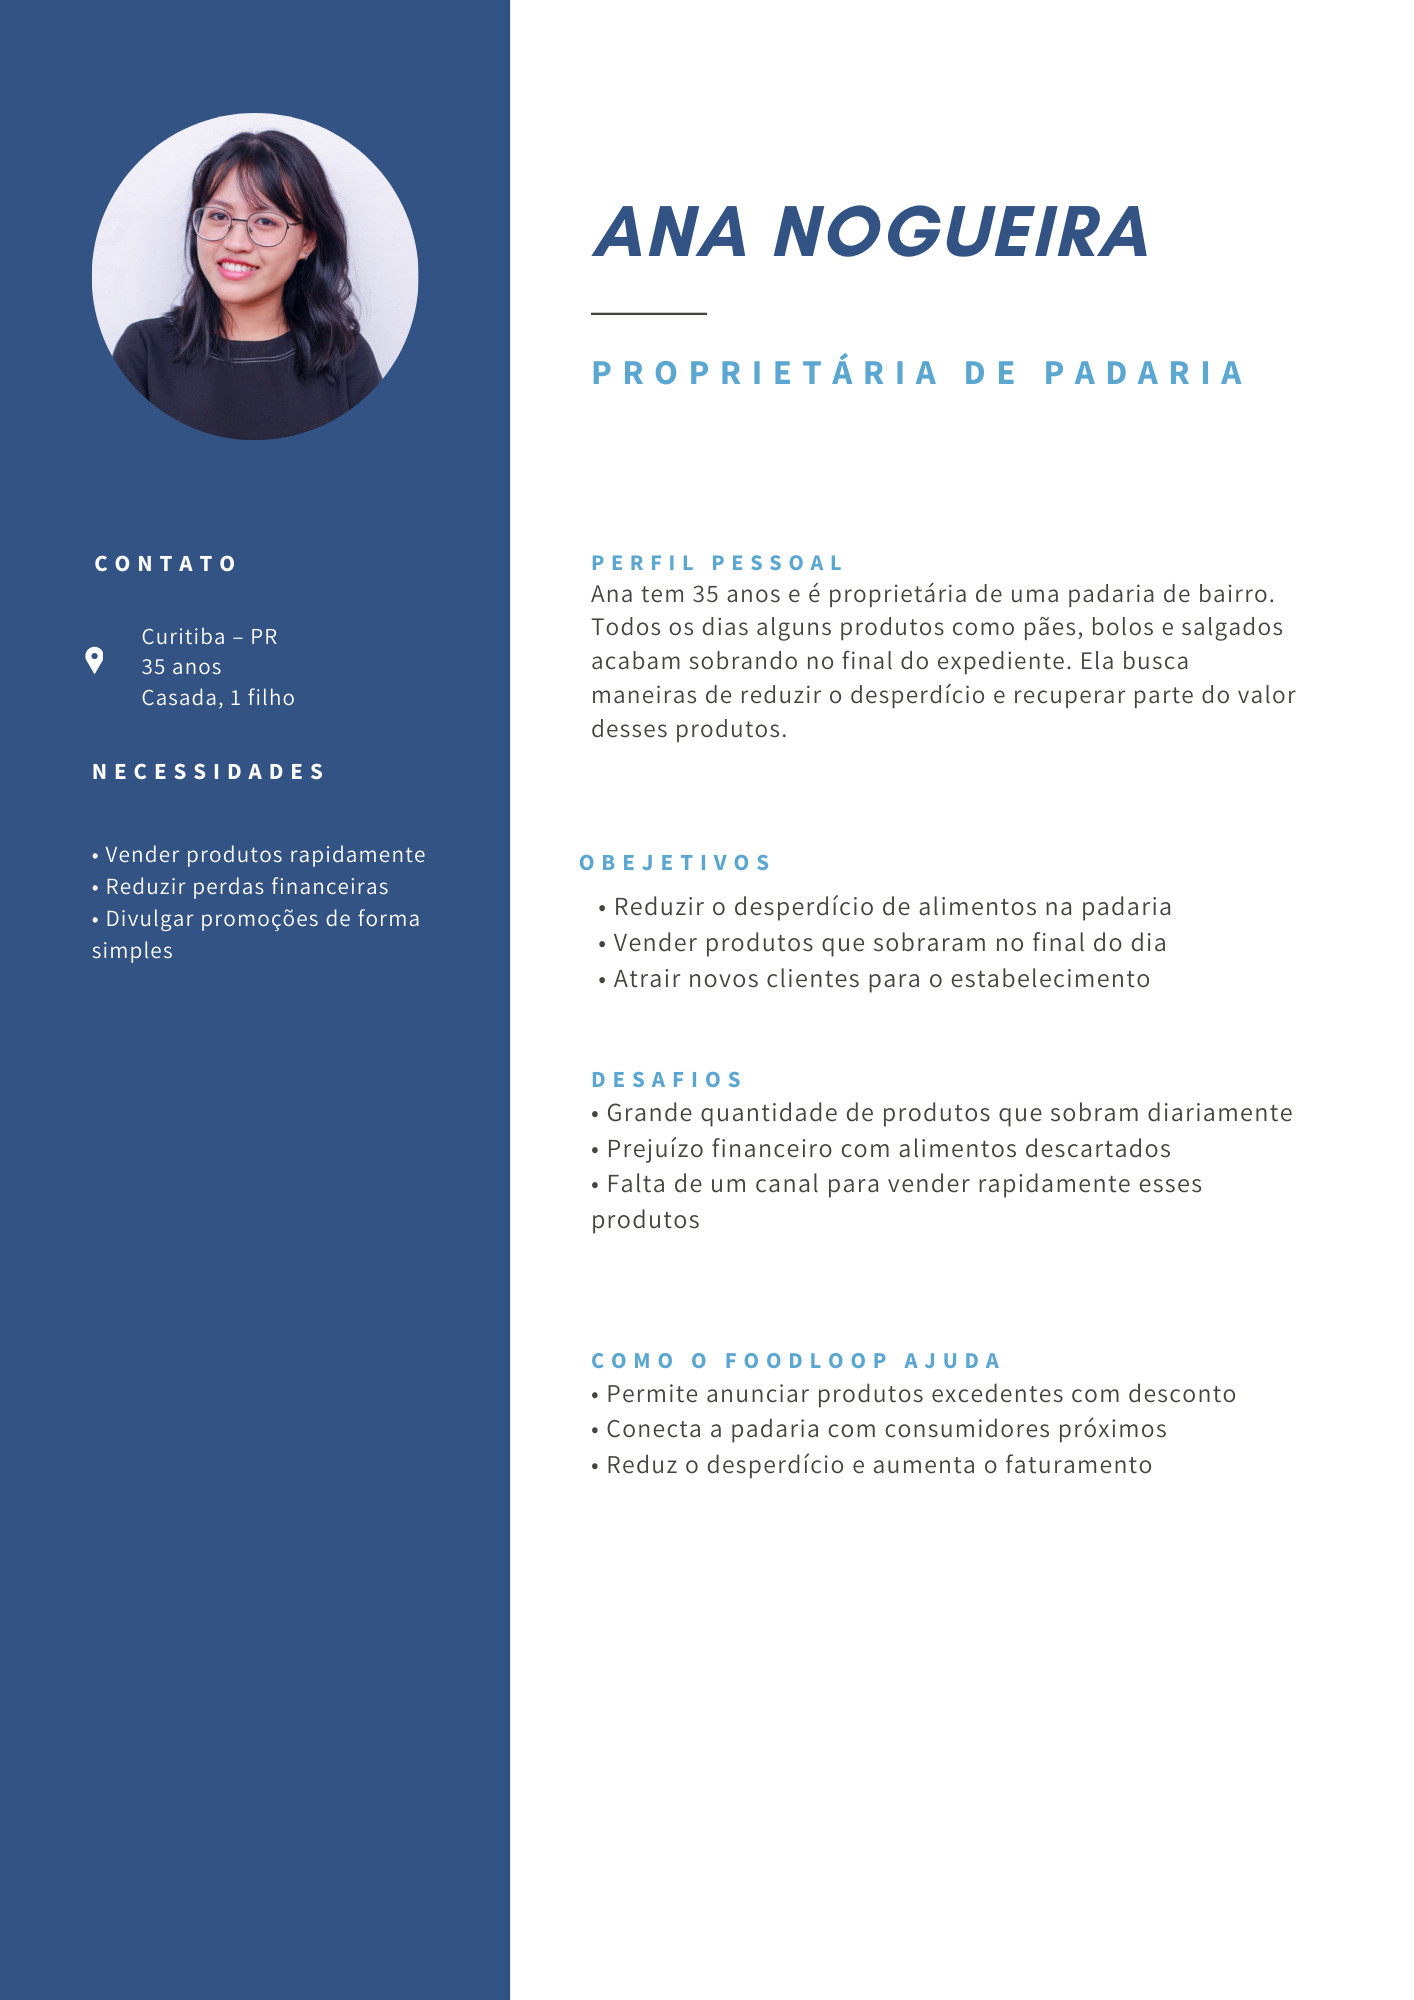 ANA NOGUEIRA
PROPRIETÁRIA DE PADARIA
CONTATO
Curitiba – PR
35 anos
Casada, 1 filho
NECESSIDADES
• Vender produtos rapidamente
• Reduzir perdas financeiras
• Divulgar promoções de forma
simples
PERFIL PESSOAL
Ana tem 35 anos e é proprietária de uma padaria de bairro.
Todos os dias alguns produtos como pães, bolos e salgados
acabam sobrando no final do expediente. Ela busca
maneiras de reduzir o desperdício e recuperar parte do valor
desses produtos.
OBEJETIVOS
• Reduzir o desperdício de alimentos na padaria
• Vender produtos que sobraram no final do dia
• Atrair novos clientes para o estabelecimento
DESAFIOS
• Grande quantidade de produtos que sobram diariamente
• Prejuízo financeiro com alimentos descartados
• Falta de um canal para vender rapidamente esses
produtos
COMO O FOODLOOP AJUDA
• Permite anunciar produtos excedentes com desconto
• Conecta a padaria com consumidores próximos
• Reduz o desperdício e aumenta o faturamento